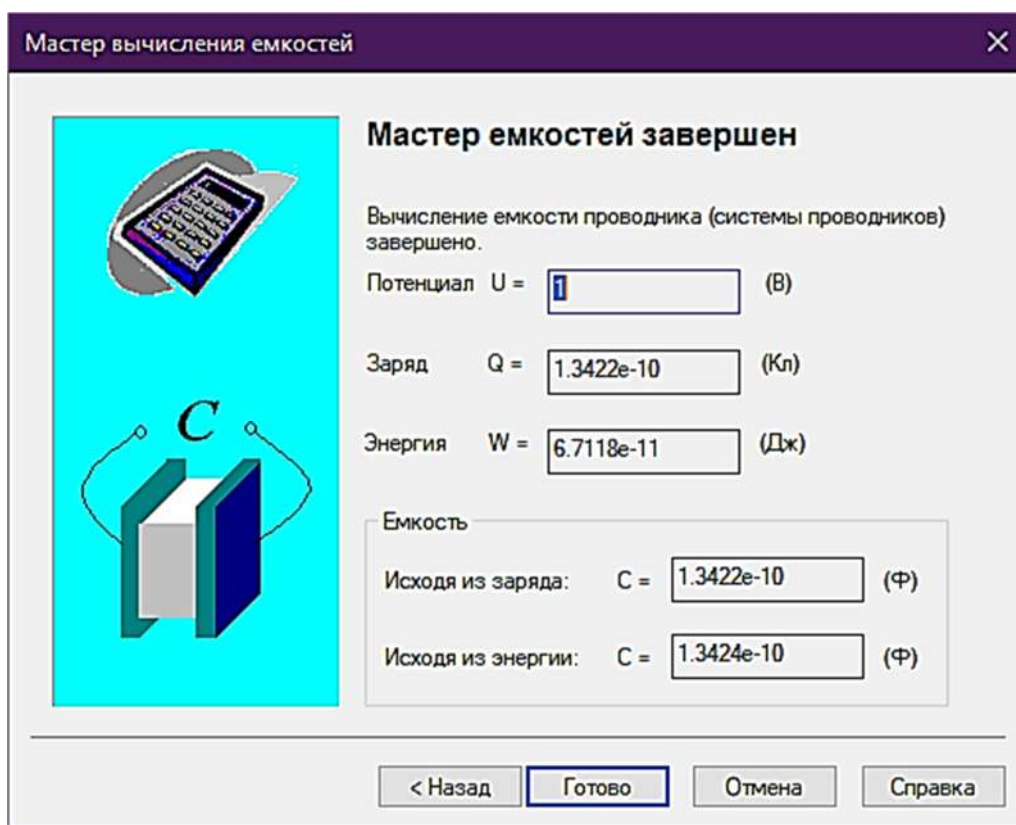 Мастер вычисления емкостей
Мастер емкостей завершен
Вычисление емкости проводника (системы проводников)
завершено.
Потенциал U = 1 (В)
Заряд Q = 1.3422e-10 (Кл)
Энергия W = 6.7118e-11 (Дж)
C
Емкость
Исходя из заряда: C = 1.3422e-10 (Ф)
Исходя из энергии: C = 1.3424e-10 (Ф)
< Назад Готово Отмена Справка